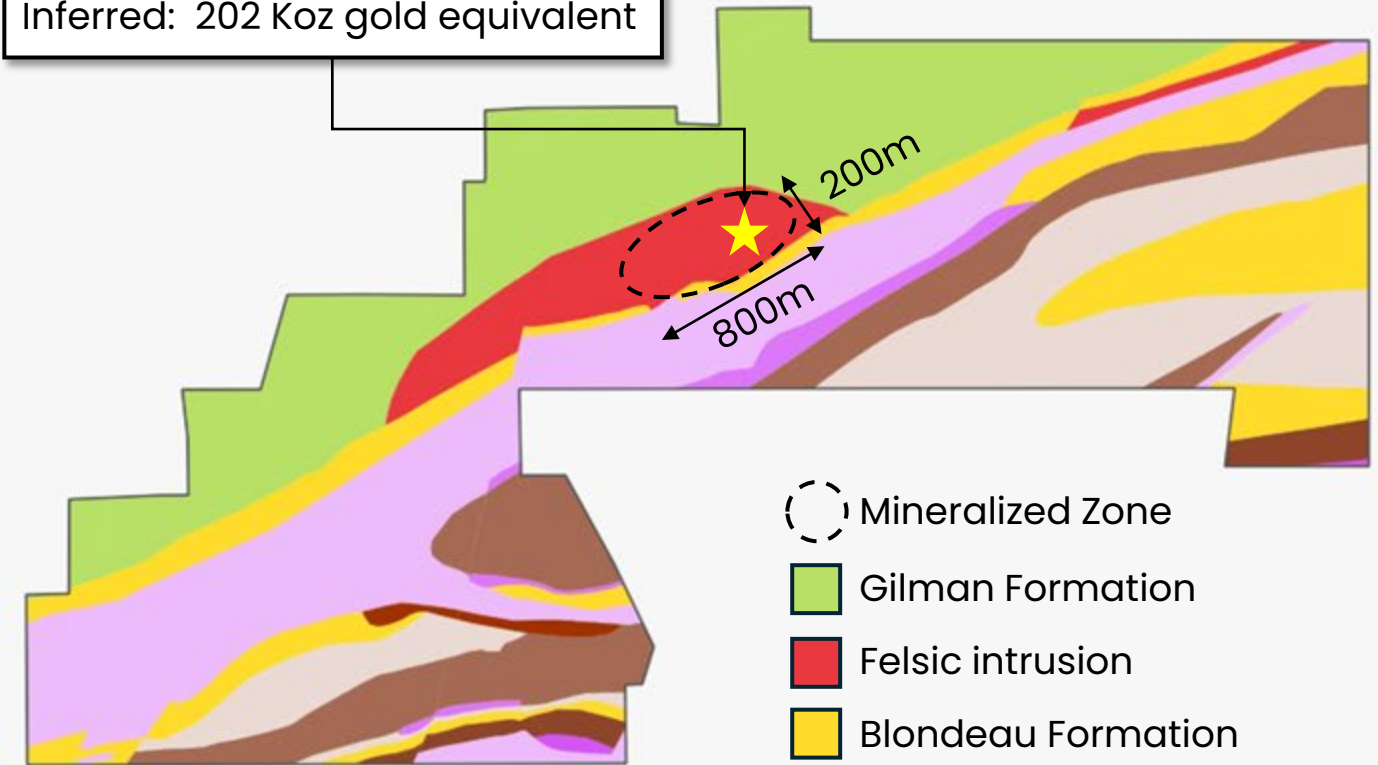 Inferred: 202 Koz gold equivalent
200m
800m
Mineralized Zone
Gilman Formation
Felsic intrusion
Blondeau Formation